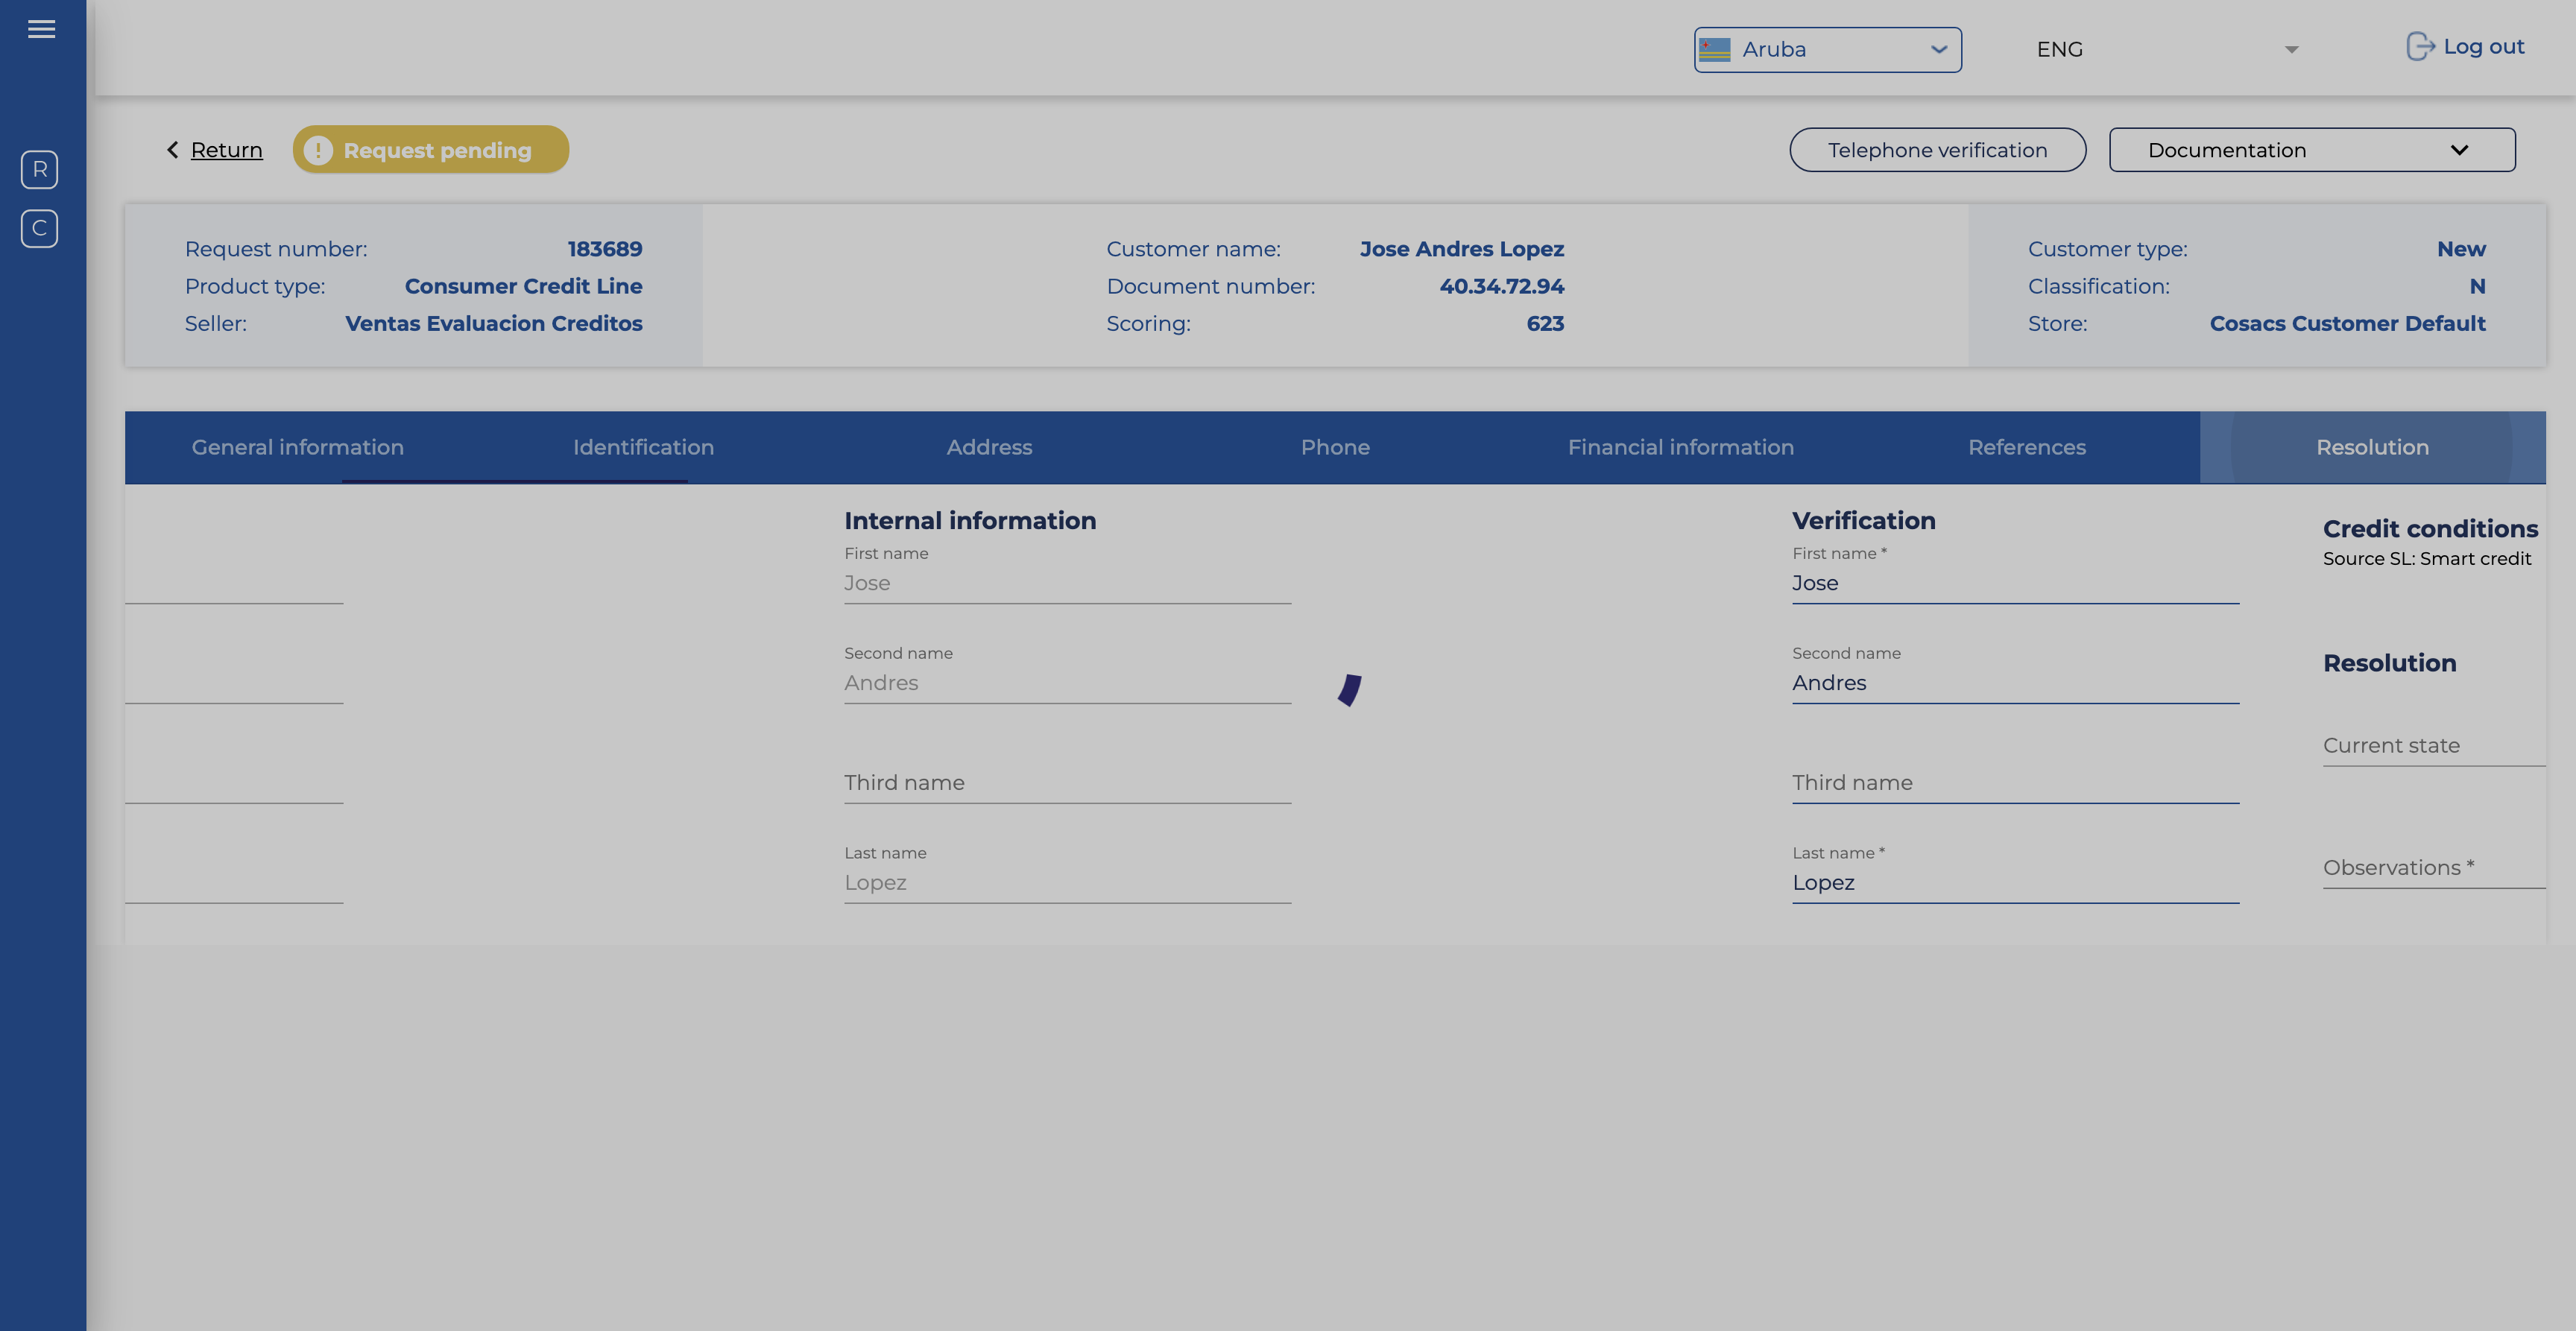 Aruba
ENG
Log out
R
C
Return
Request pending
Telephone verification
Documentation
Request number: 183689
Product type: Consumer Credit Line
Seller: Ventas Evaluacion Creditos
Customer name: Jose Andres Lopez
Document number: 40.34.72.94
Scoring: 623
Customer type: New
Classification: N
Store: Cosacs Customer Default
General information
Identification
Address
Phone
Financial information
References
Resolution
Internal information
First name
Jose
Second name
Andres
Third name
Last name
Lopez
Verification
First name *
Jose
Second name
Andres
Third name
Last name *
Lopez
Credit conditions
Source SL: Smart credit
Resolution
Current state
Observations *